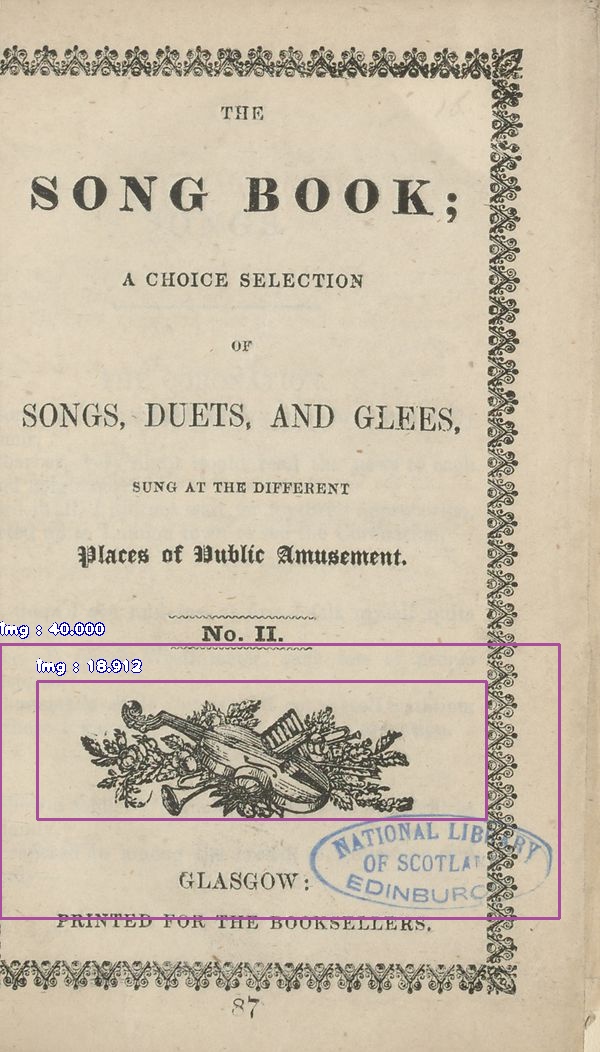 THE
SONG BOOK;
A CHOICE SELECTION
OF
SONGS, DUETS, AND GLEES,
SUNG AT THE DIFFERENT
Places of Public Amusement.
No. II.
img : 40.000
img : 18.912
NATIONAL LIBRARY
OF SCOTLAND
EDINBURGH
GLASGOW:
PRINTED FOR THE BOOKSELLERS.
87